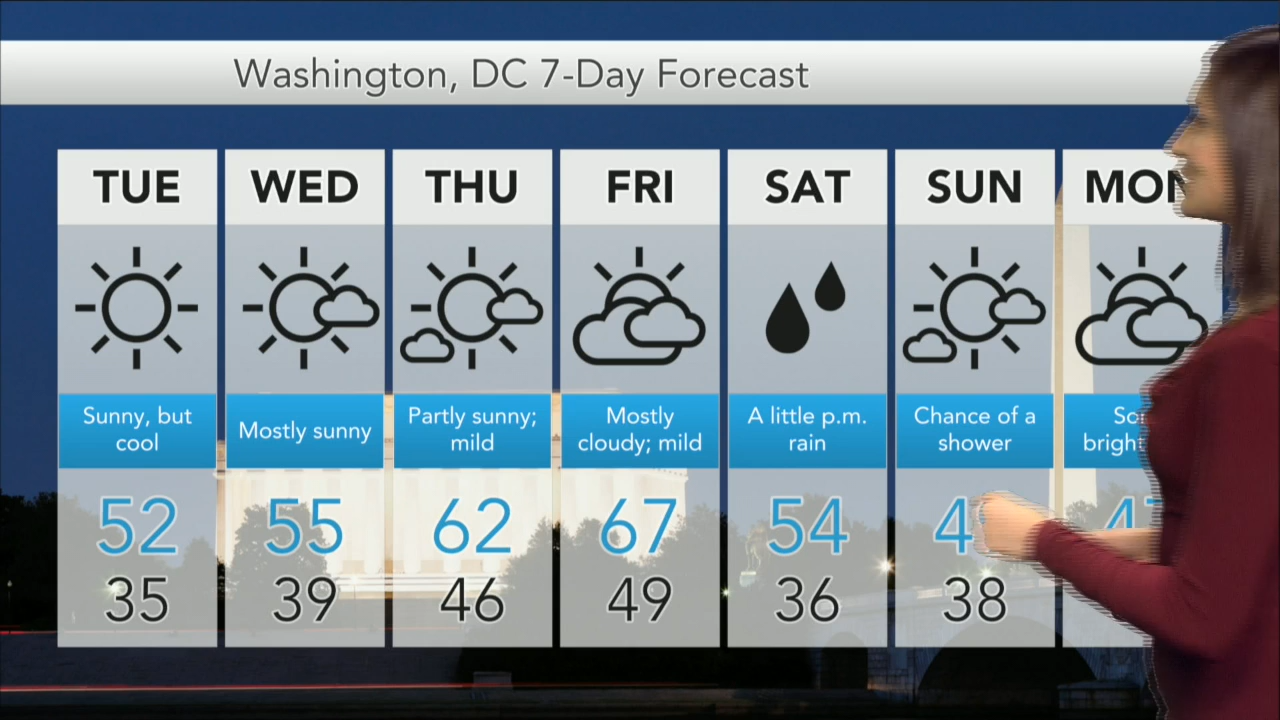 Washington, DC 7-Day Forecast
TUE WED THU FRI SAT SUN MON
Sunny, but
cool
Mostly sunny
Partly sunny;
mild
Mostly
cloudy; mild
A little p.m.
rain
Chance of a
shower
52 55 62 67 54
35 39 46 49 36 38